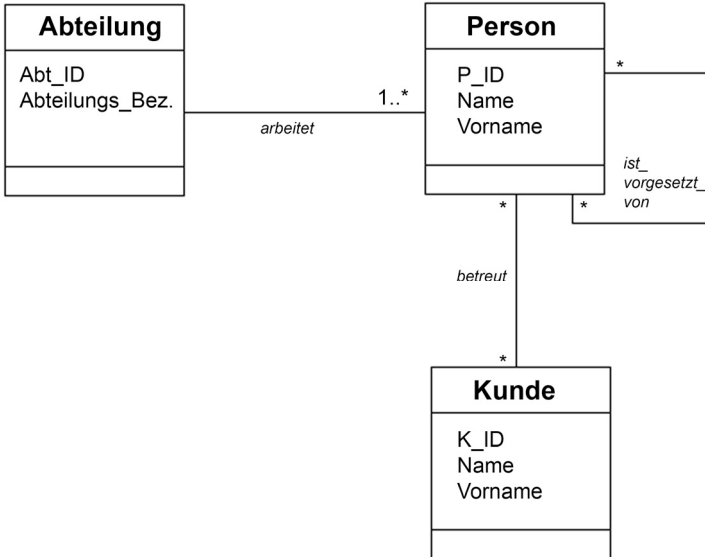 Abteilung
Abt_ID
Abteilungs_Bez.
arbeitet
1..*
Person
P_ID
Name
Vorname
*
*
ist_
vorgesetzt_
von
*
betreut
*
Kunde
K_ID
Name
Vorname